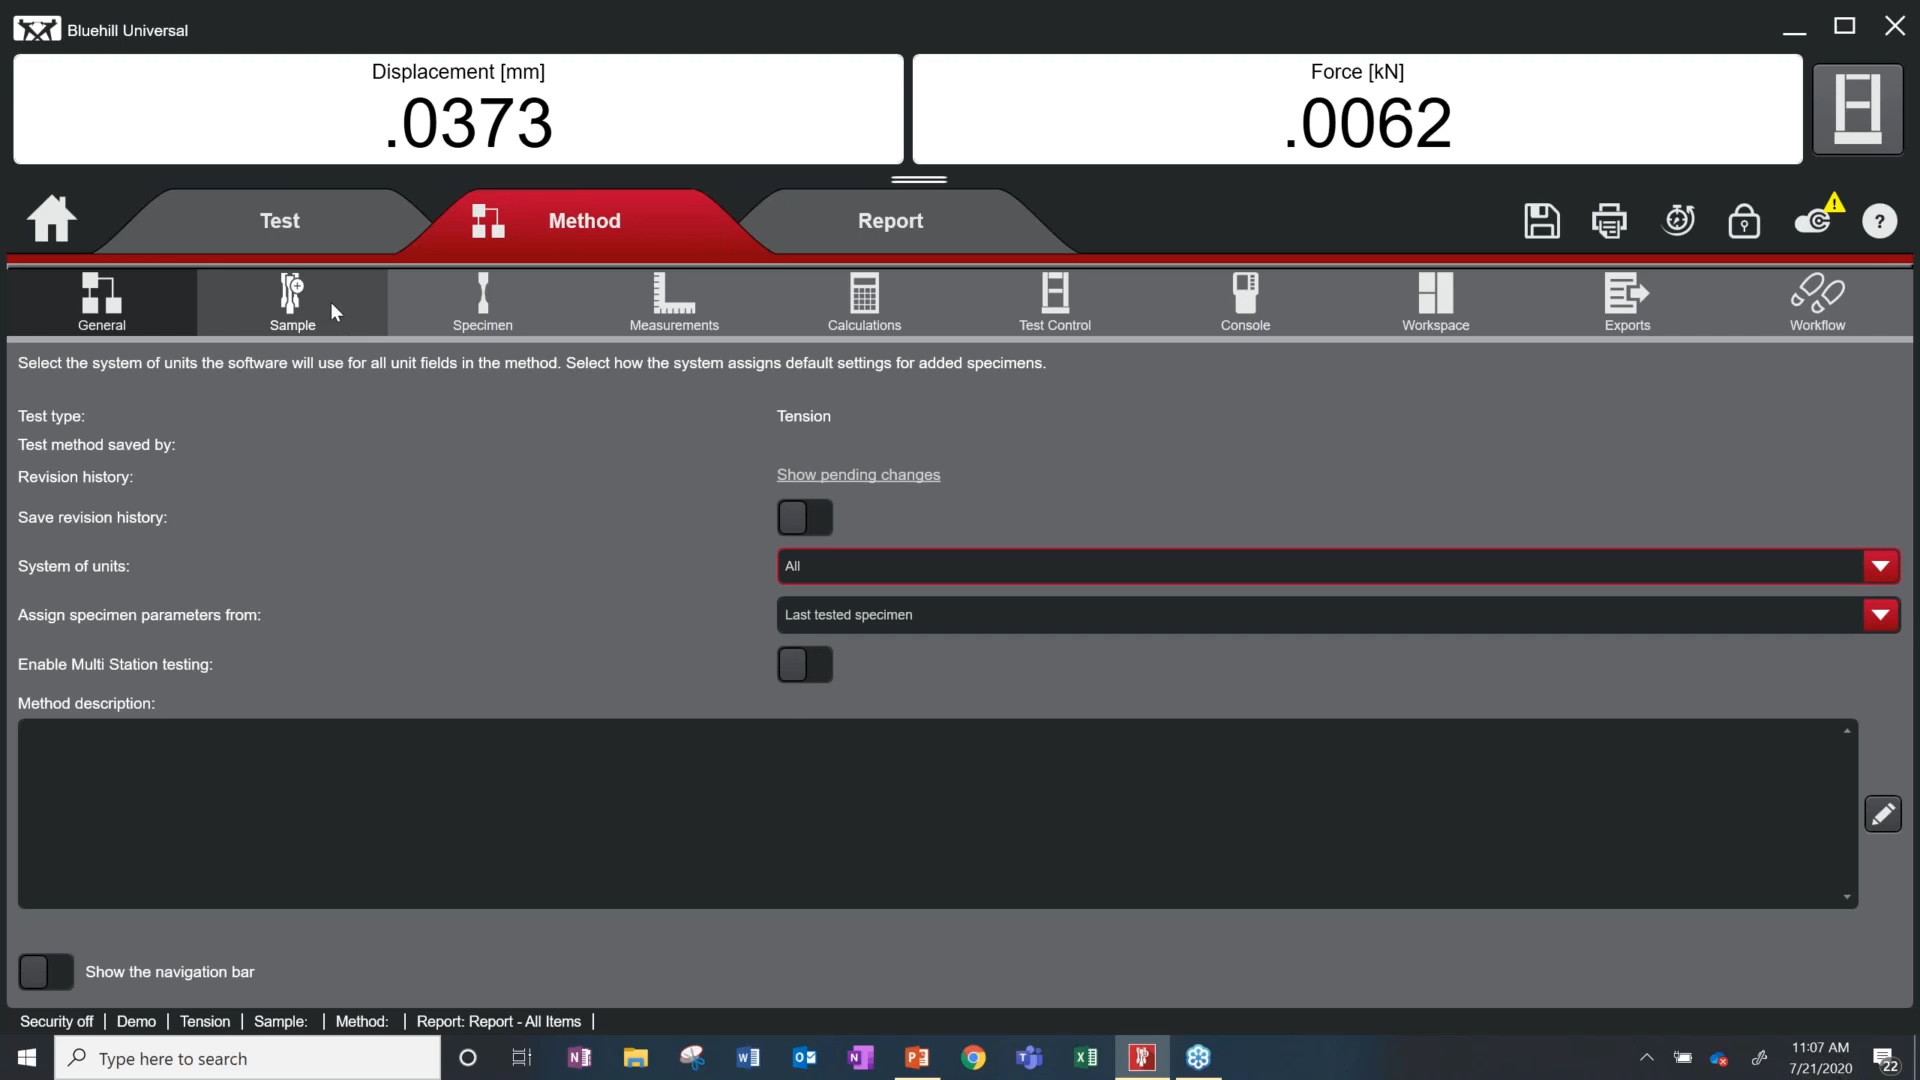 Bluehill Universal
Displacement [mm]
.0373
Force [kN]
.0062
Test
Method
Report
?
General
Sample
Specimen
Measurements
Calculations
Test Control
Console
Workspace
Exports
Workflow
Select the system of units the software will use for all unit fields in the method. Select how the system assigns default settings for added specimens.
Test type:
Tension
Test method saved by:
Revision history:
Show pending changes
Save revision history:
System of units:
All
Assign specimen parameters from:
Last tested specimen
Enable Multi Station testing:
Method description:
Show the navigation bar
Security off | Demo | Tension | Sample: | Method: | Report: Report - All Items |
Type here to search
11:07 AM
7/21/2020
22